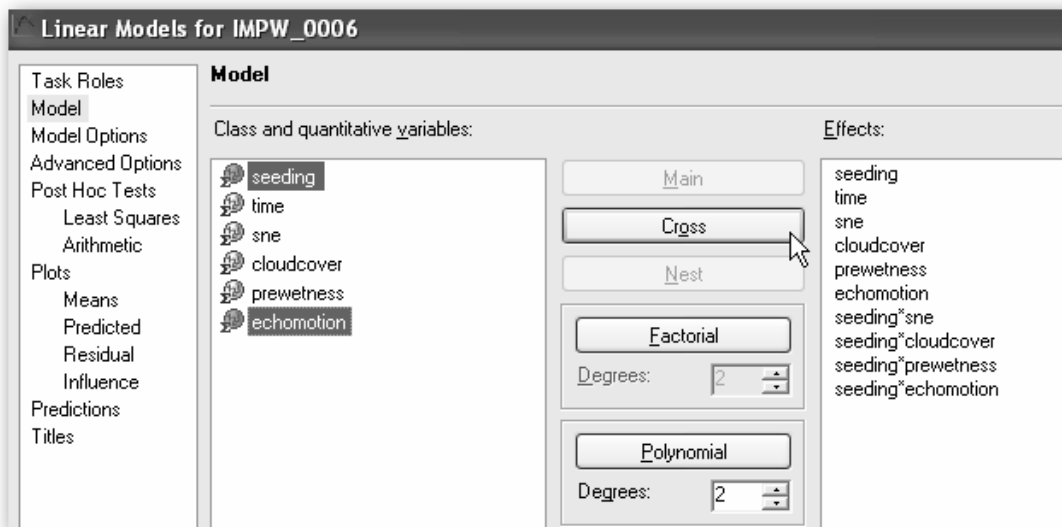 Linear Models for IMPW_0006
Task Roles
Model
Model Options
Advanced Options
Post Hoc Tests
Least Squares
Arithmetic
Plots
Means
Predicted
Residual
Influence
Predictions
Titles
Model
Class and quantitative variables:
seeding
time
sne
cloudcover
prewetness
echomotion
Main
Cross
Nest
Factorial
Degrees: 2
Polynomial
Degrees: 2
Effects:
seeding
time
sne
cloudcover
prewetness
echomotion
seeding*sne
seeding*cloudcover
seeding*prewetness
seeding*echomotion